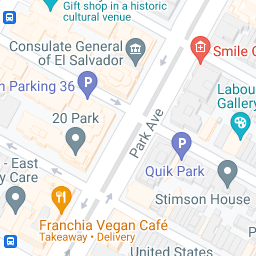 Gift shop in a historic
cultural venue
Consulate General
of El Salvador
Smile
Parking 36
Park Ave
Labou
Gallery
20 Park
Quik Park
- East
y Care
Stimson House
Franchia Vegan Café
Takeaway • Delivery
United States